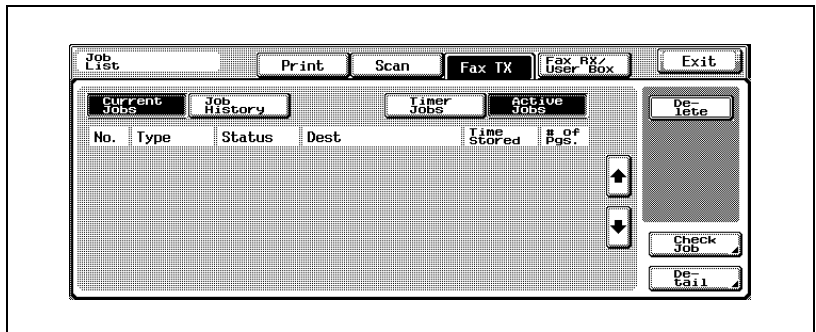 Job
List
Print
Scan
Fax TX
Fax RX/
User Box
Exit
Current
Jobs
Job
History
Timer
Jobs
Active
Jobs
De-
lete
No. Type Status Dest Time
Stored # of
Pgs.
Check
Job
De-
tail